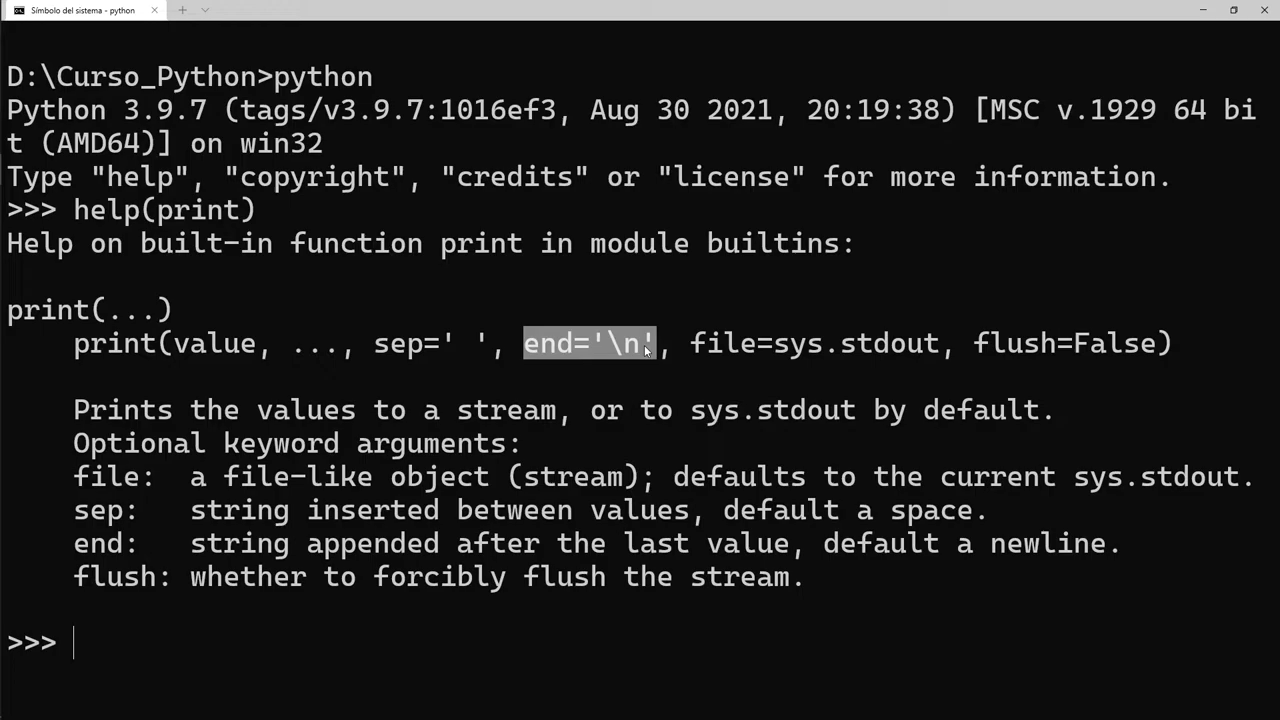 Símbolo del sistema - python
D:\Curso_Python>python
Python 3.9.7 (tags/v3.9.7:1016ef3, Aug 30 2021, 20:19:38) [MSC v.1929 64 bi
t (AMD64)] on win32
Type "help", "copyright", "credits" or "license" for more information.
>>> help(print)
Help on built-in function print in module builtins:
print(...)
print(value, ..., sep=' ', end='\n', file=sys.stdout, flush=False)
Prints the values to a stream, or to sys.stdout by default.
Optional keyword arguments:
file:  a file-like object (stream); defaults to the current sys.stdout.
sep:   string inserted between values, default a space.
end:   string appended after the last value, default a newline.
flush: whether to forcibly flush the stream.
>>>